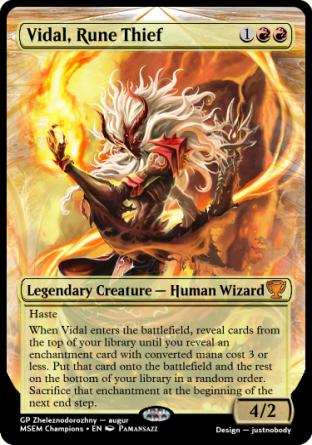 Vidal, Rune Thief 1
Legendary Creature — Human Wizard
Haste
When Vidal enters the battlefield, reveal cards from
the top of your library until you reveal an
enchantment card with converted mana cost 3 or
less. Put that card onto the battlefield and the rest
on the bottom of your library in a random order.
Sacrifice that enchantment at the beginning of the
next end step.
4/2
GP Zheleznodorozhny — augur
MSEM Champions • EN Pamansazz
Design — justnobody